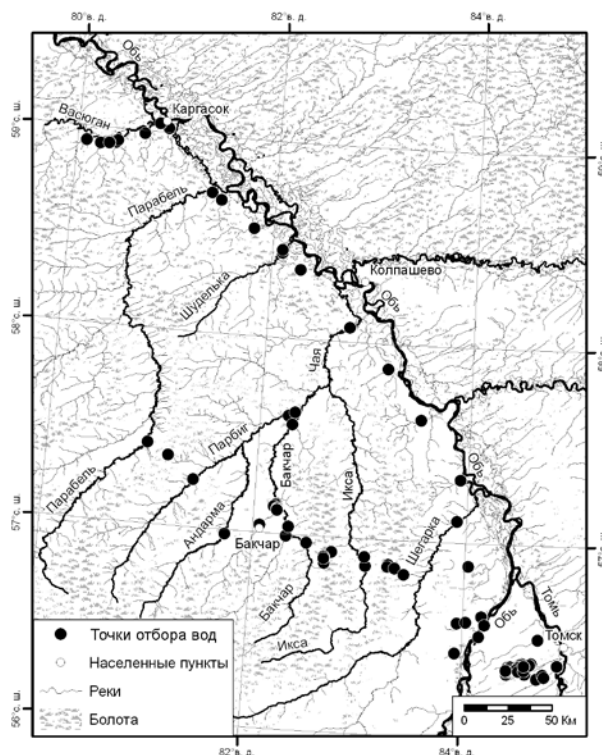 80°в. д.
82°в. д.
84°в. д.
Обь
59°с. ш.
Васюган
Каргасок
Парабель
Колпашево
Обь
Шуделька
58°с. ш.
Чая
Парбиг
Бакчар
Икса
Обь
Парабель
Андарма
Шегарка
57°с. ш.
Бакчар
Бакчар
Икса
Обь
Томь
Томск
Точки отбора вод
Населенные пункты
Реки
Болота
56°с. ш.
0 25 50 Км
82°в. д.
84°в. д.